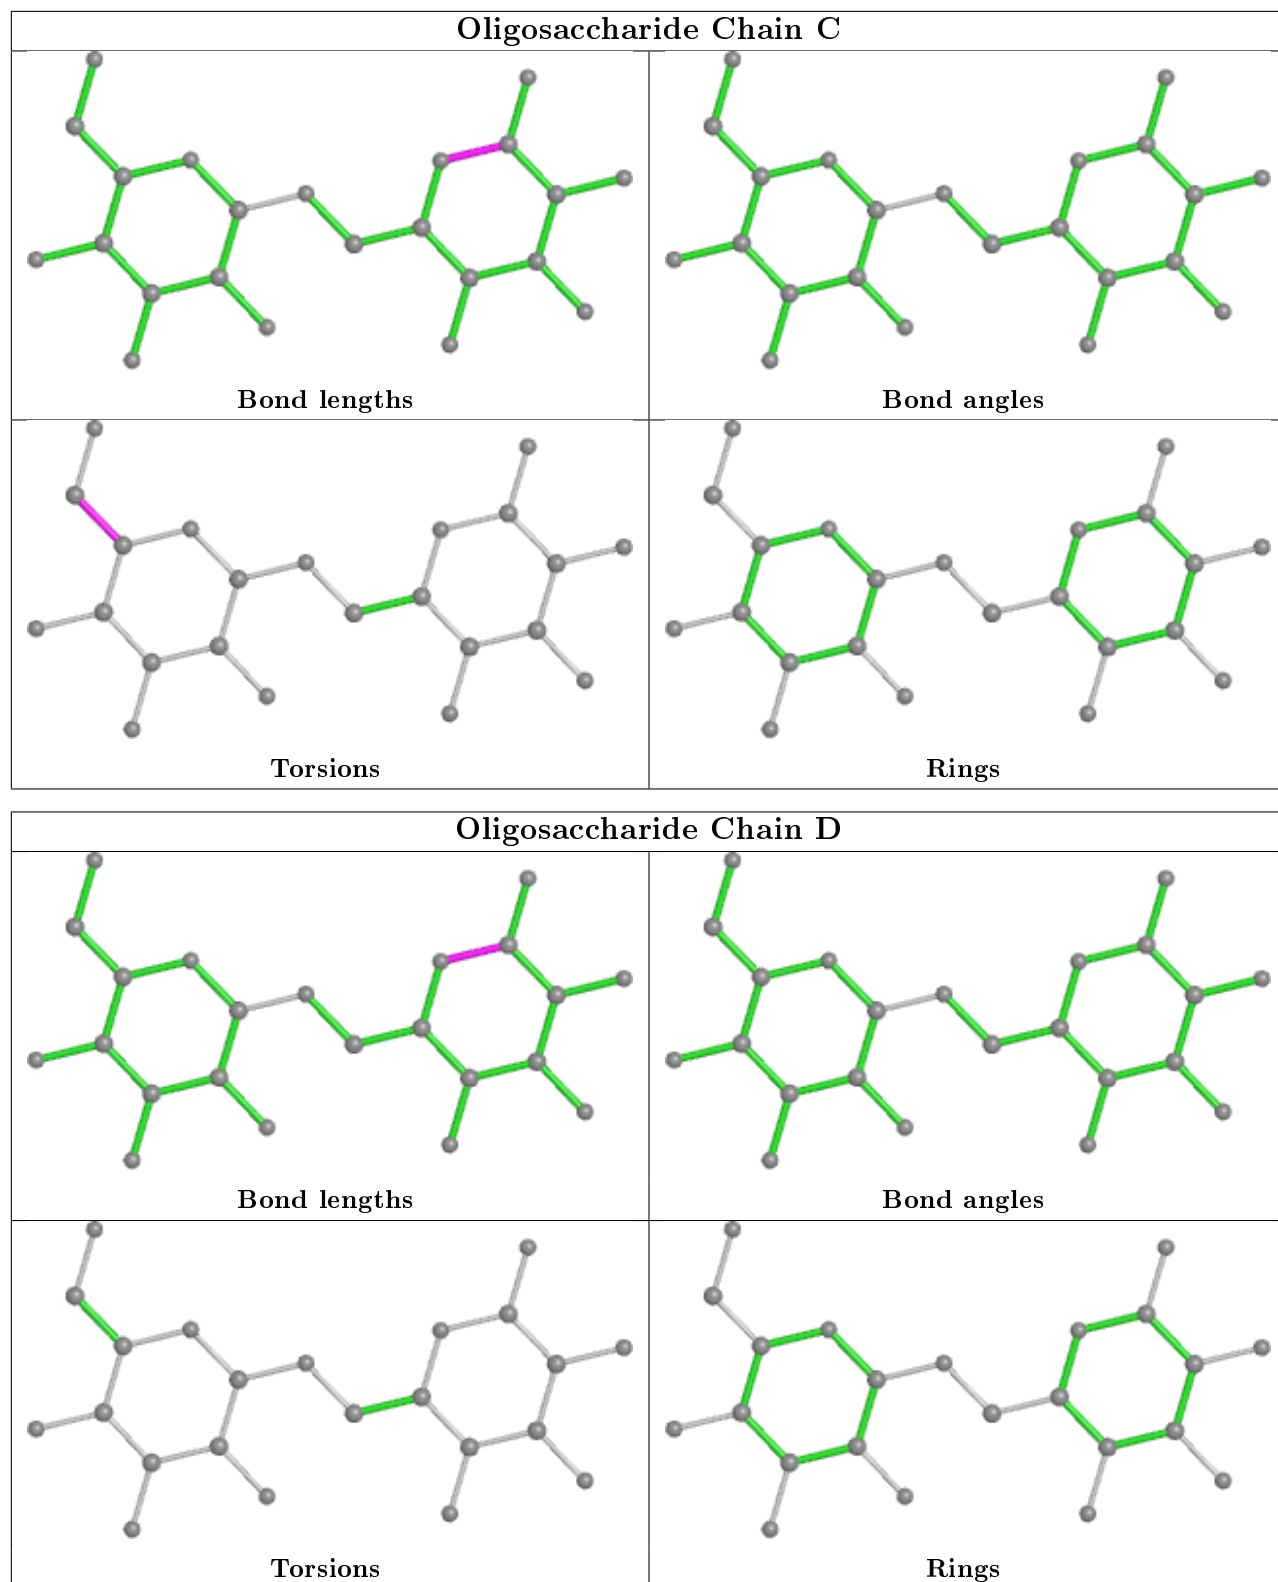 Oligosaccharide Chain C
Bond lengths
Bond angles
Torsions
Rings
Oligosaccharide Chain D
Bond lengths
Bond angles
Torsions
Rings